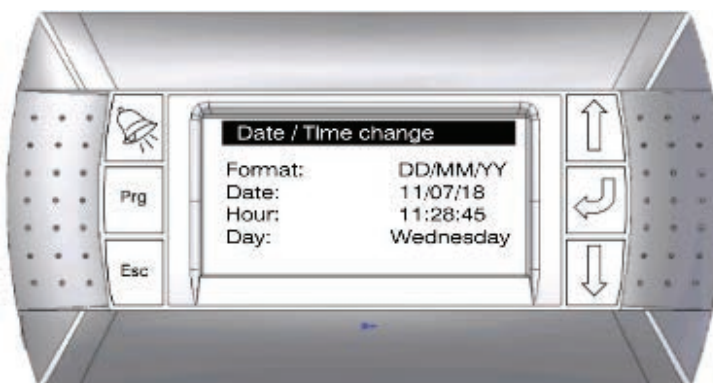 Date / Time change
Format: DD/MM/YY
Date: 11/07/18
Prg
Hour: 11:28:45
Day: Wednesday
Esc